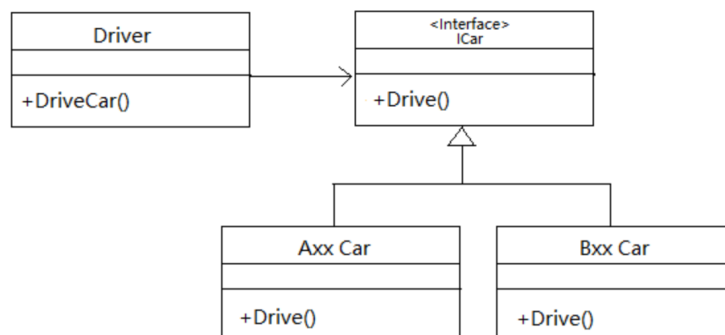 Driver
+DriveCar()
<Interface>
ICar
+Drive()
Axx Car
+Drive()
Bxx Car
+Drive()